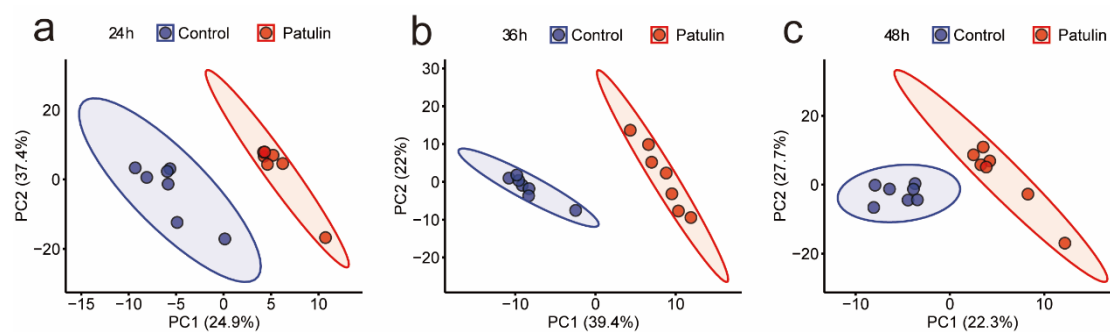 a 24h Control Patulin
PC2 (37.4%)
20
0
−20
−15 −10 −5 0 5 10
PC1 (24.9%)
b 36h Control Patulin
PC2 (22%)
30
20
10
0
−10
−20
−10 0 10
PC1 (39.4%)
c 48h Control Patulin
PC2 (27.7%)
20
0
−20
−10 0 10
PC1 (22.3%)